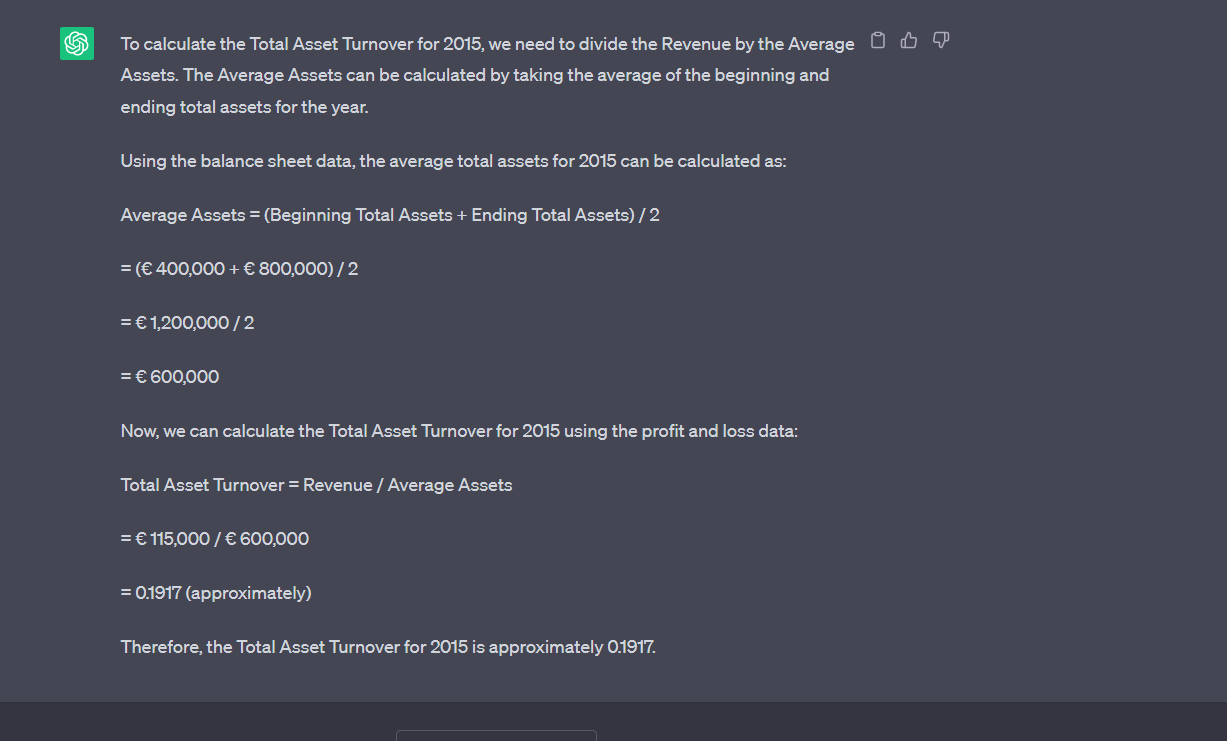 To calculate the Total Asset Turnover for 2015, we need to divide the Revenue by the Average
Assets. The Average Assets can be calculated by taking the average of the beginning and
ending total assets for the year.
Using the balance sheet data, the average total assets for 2015 can be calculated as:
Average Assets = (Beginning Total Assets + Ending Total Assets) / 2
= (€ 400,000 + € 800,000) / 2
= € 1,200,000 / 2
= € 600,000
Now, we can calculate the Total Asset Turnover for 2015 using the profit and loss data:
Total Asset Turnover = Revenue / Average Assets
= € 115,000 / € 600,000
= 0.1917 (approximately)
Therefore, the Total Asset Turnover for 2015 is approximately 0.1917.